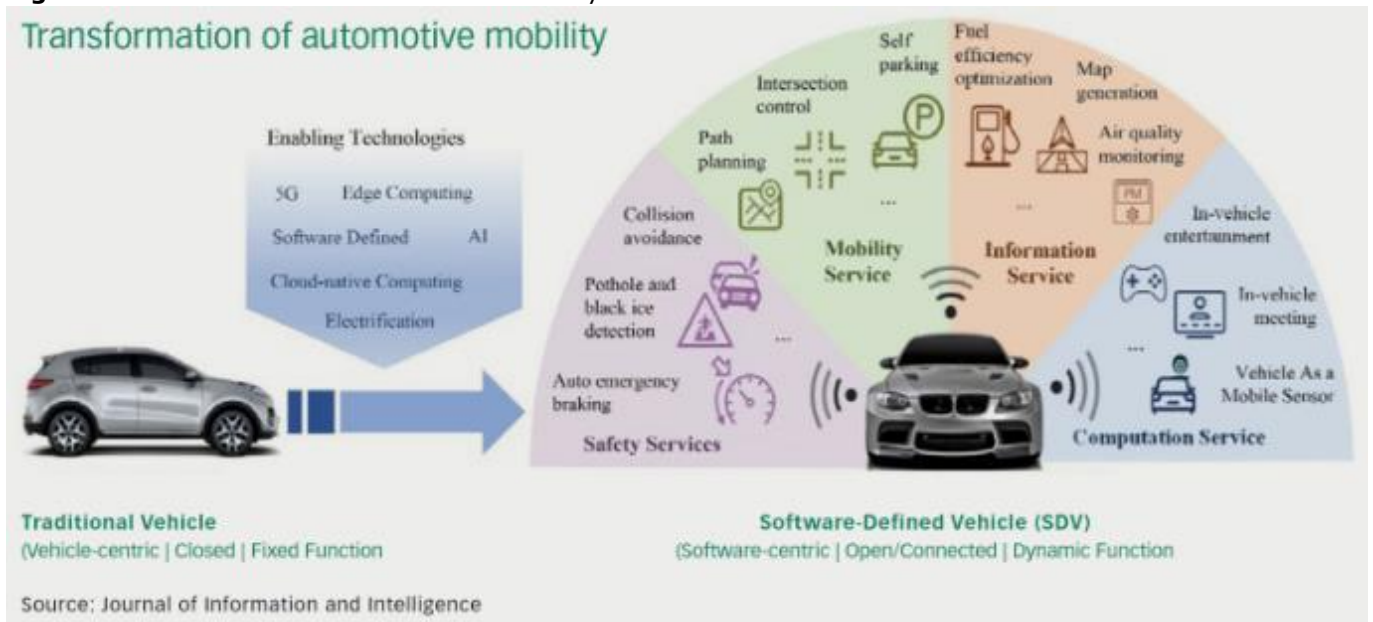 Transformation of automotive mobility
Enabling Technologies
5G Edge Computing
Software Defined AI
Cloud-native Computing
Electrification
Collision
avoidance
Pothole and
black ice
detection
Auto emergency
braking
...
Safety Services
Path
planning
Intersection
control
Self
parking
...
Mobility
Service
Fuel
efficiency
optimization
Map
generation
Air quality
monitoring
PM
...
Information
Service
In-vehicle
entertainment
In-vehicle
meeting
...
Vehicle As a
Mobile Sensor
Computation Service
P
Traditional Vehicle
(Vehicle-centric | Closed | Fixed Function
Software-Defined Vehicle (SDV)
(Software-centric | Open/Connected | Dynamic Function
Source: Journal of Information and Intelligence